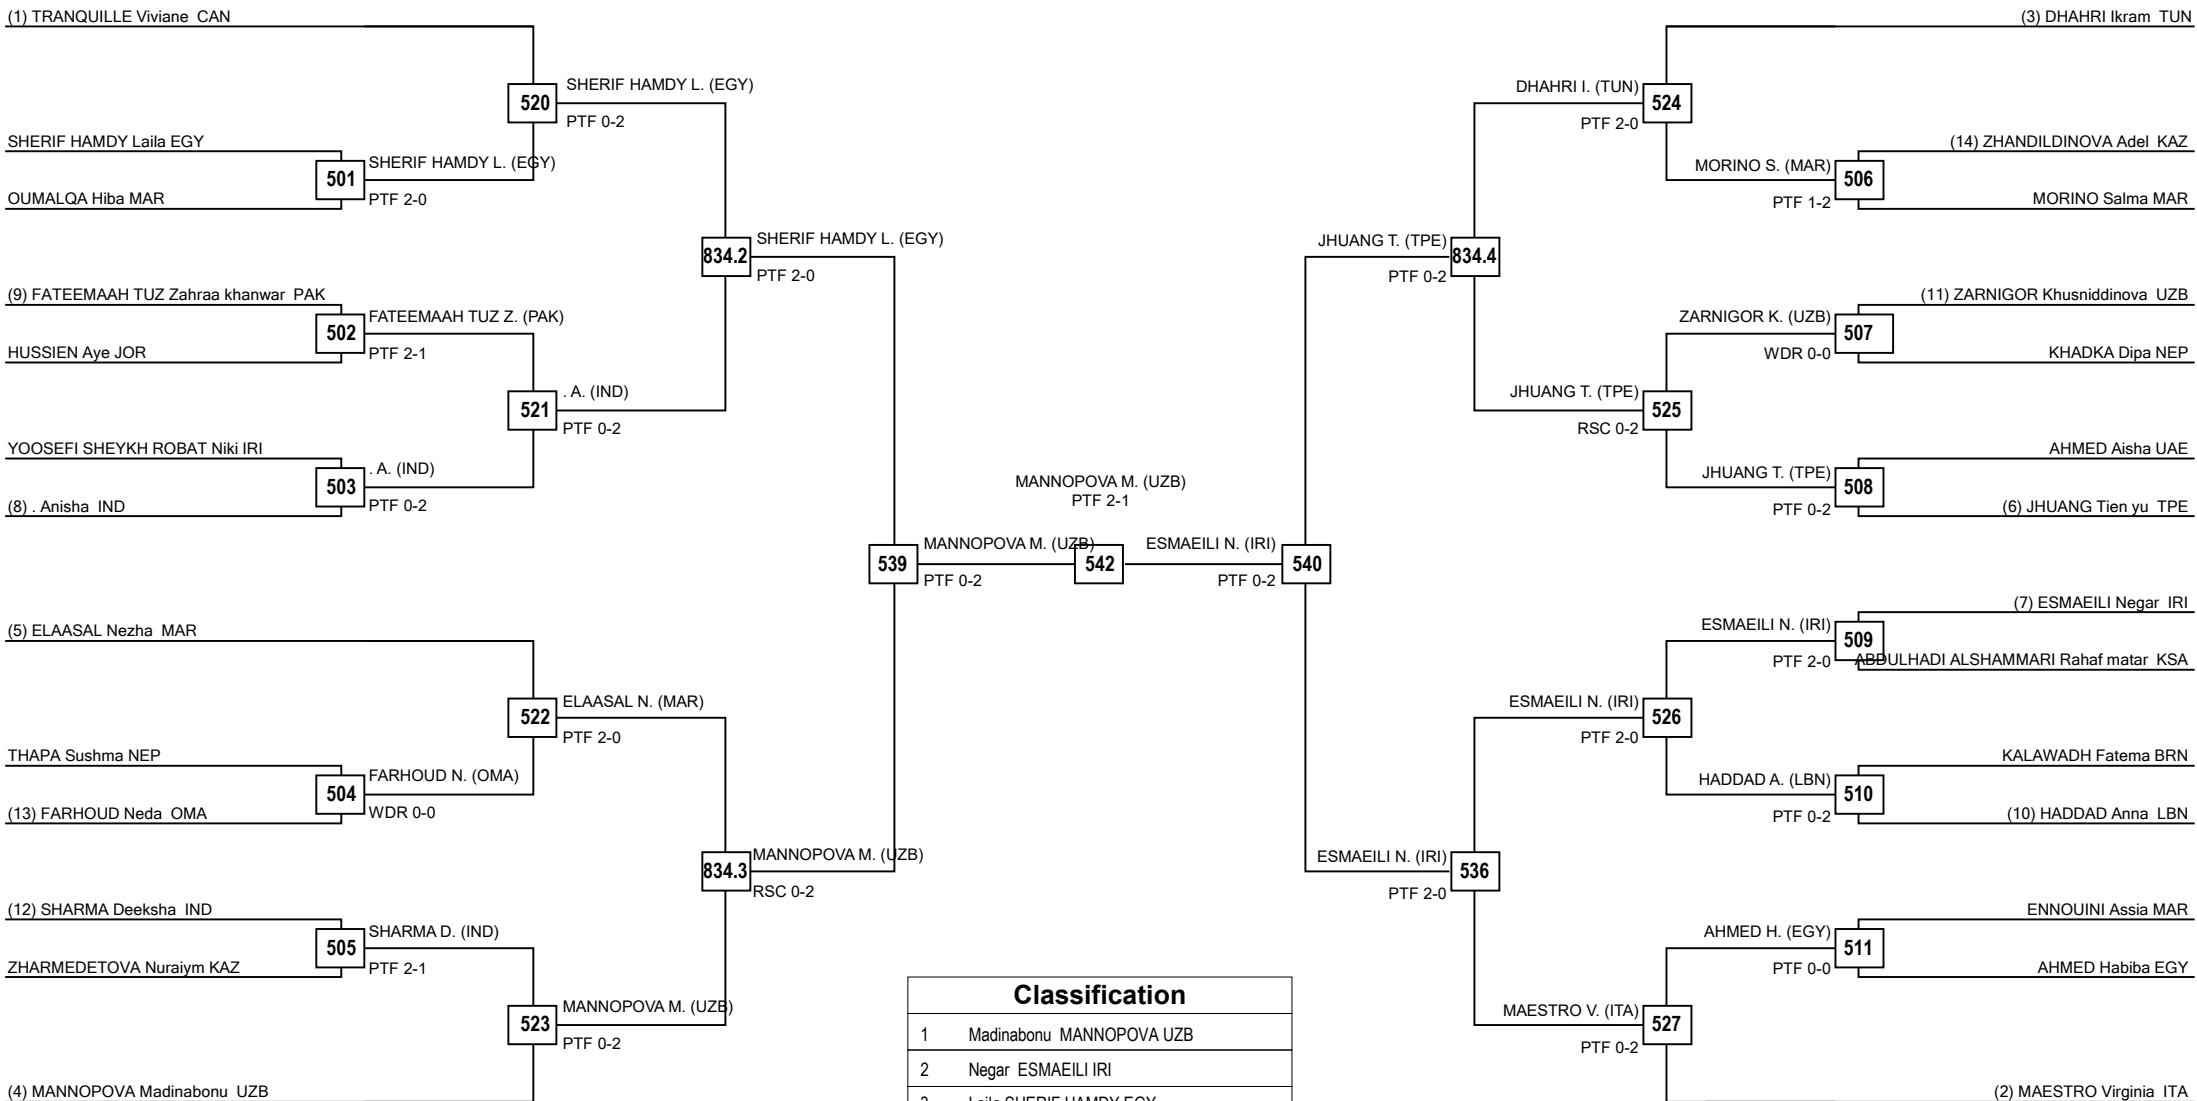 (1) TRANQUILLE Viviane CAN
(3) DHAHRI Ikram TUN
520
SHERIF HAMDY L. (EGY)
PTF 0-2
DHAHRI I. (TUN)
PTF 2-0
524
SHERIF HAMDY Laila EGY
OUMALQA Hiba MAR
501
SHERIF HAMDY L. (EGY)
PTF 2-0
MORINO S. (MAR)
PTF 1-2
506
(14) ZHANDILDINOVA Adel KAZ
MORINO Salma MAR
834.2
SHERIF HAMDY L. (EGY)
PTF 2-0
JHUANG T. (TPE)
PTF 0-2
834.4
(9) FATEEMAAH TUZ Zahraa khanwar PAK
HUSSIEN Aye JOR
502
FATEEMAAH TUZ Z. (PAK)
PTF 2-1
ZARNIGOR K. (UZB)
WDR 0-0
507
(11) ZARNIGOR Khusniddinova UZB
KHADKA Dipa NEP
521
. A. (IND)
PTF 0-2
JHUANG T. (TPE)
RSC 0-2
525
YOOSEFI SHEYKH ROBAT Niki IRI
(8) . Anisha IND
503
. A. (IND)
PTF 0-2
JHUANG T. (TPE)
PTF 0-2
508
AHMED Aisha UAE
(6) JHUANG Tien yu TPE
MANNOPOVA M. (UZB)
PTF 2-1
539
MANNOPOVA M. (UZB)
PTF 0-2
542
ESMAEILI N. (IRI)
PTF 0-2
540
(5) ELAASAL Nezha MAR
ESMAEILI N. (IRI)
PTF 2-0
509
(7) ESMAEILI Negar IRI
ABDULHADI ALSHAMMARI Rahaf matar KSA
522
ELAASAL N. (MAR)
PTF 2-0
ESMAEILI N. (IRI)
PTF 2-0
526
THAPA Sushma NEP
(13) FARHOUD Neda OMA
504
FARHOUD N. (OMA)
WDR 0-0
HADDAD A. (LBN)
PTF 0-2
510
KALAWADH Fatema BRN
(10) HADDAD Anna LBN
834.3
MANNOPOVA M. (UZB)
RSC 0-2
ESMAEILI N. (IRI)
PTF 2-0
536
(12) SHARMA Deeksha IND
ZHARMEDETOVA Nuraiym KAZ
505
SHARMA D. (IND)
PTF 2-1
AHMED H. (EGY)
PTF 0-0
511
ENNOUINI Assia MAR
AHMED Habiba EGY
523
MANNOPOVA M. (UZB)
PTF 0-2
MAESTRO V. (ITA)
PTF 0-2
527
(4) MANNOPOVA Madinabonu UZB
(2) MAESTRO Virginia ITA
Classification
1 Madinabonu MANNOPOVA UZB
2 Negar ESMAEILI IRI
3 Laila SHERIF HAMDY EGY